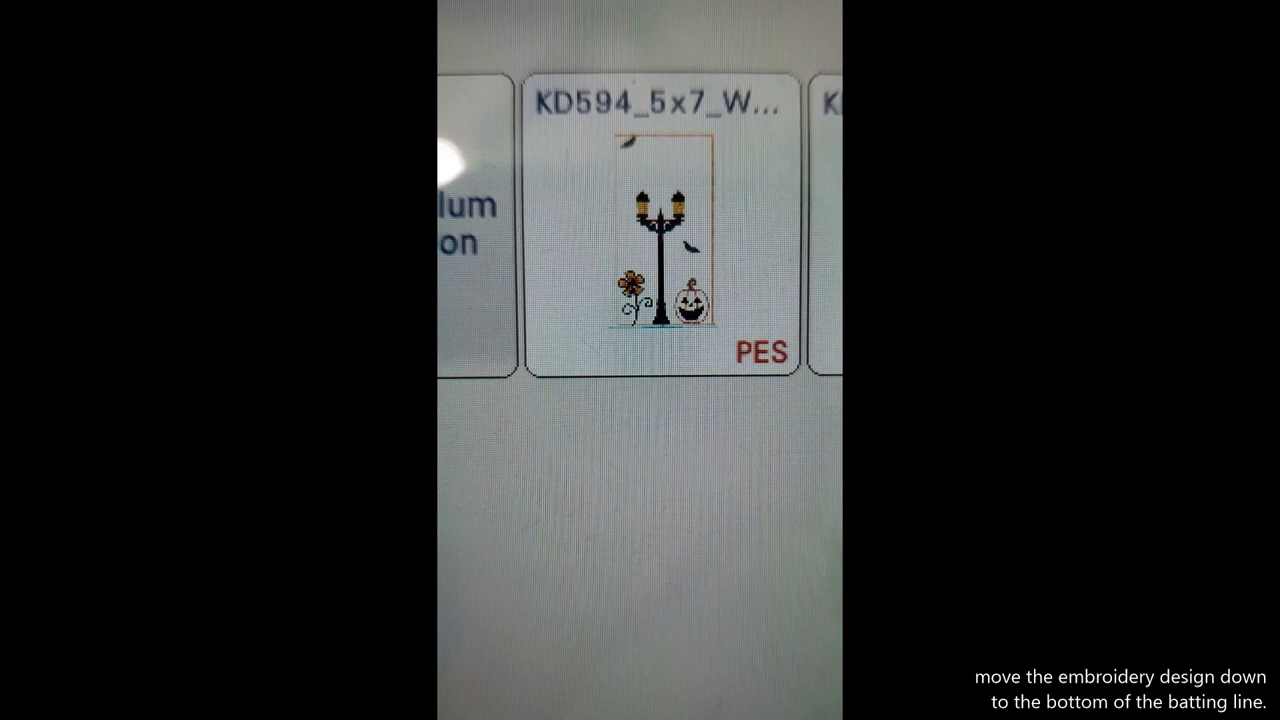 KD594_5x7_W...
K
lum
on
PES
move the embroidery design down
to the bottom of the batting line.